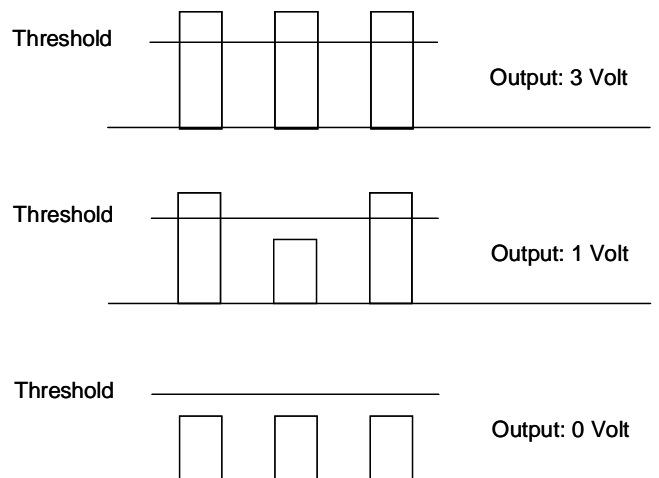 Threshold
Output: 3 Volt
Threshold
Output: 1 Volt
Threshold
Output: 0 Volt